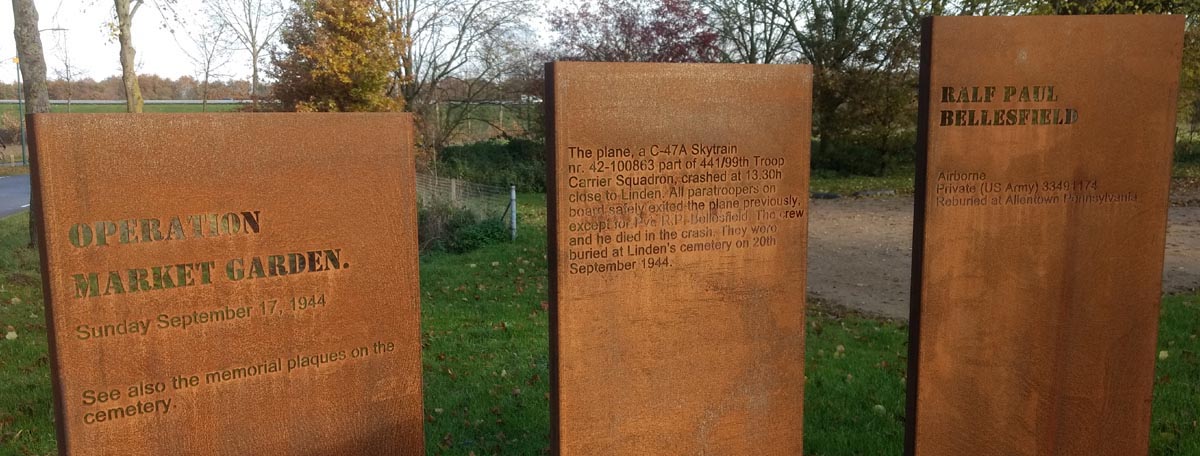 OPERATION
MARKET GARDEN.
Sunday September 17, 1944
See also the memorial plaques on the
cemetery.
The plane, a C-47A Skytrain
nr. 42-100863 part of 441/99th Troop
Carrier Squadron, crashed at 13.30h
close to Linden. All paratroopers on
board safely exited the plane previously,
except for Pve R.P. Bellesfield. The crew
and he died in the crash. They were
buried at Linden's cemetery on 20th
September 1944.
RALF PAUL
BELLESFIELD
Airborne
Private (US Army) 33491174
Reburied at Allentown Pennsylvania